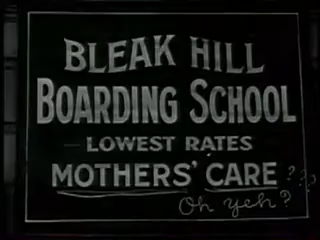 BLEAK HILL
BOARDING SCHOOL
— LOWEST RATES
MOTHERS' CARE ???
Oh yeh?